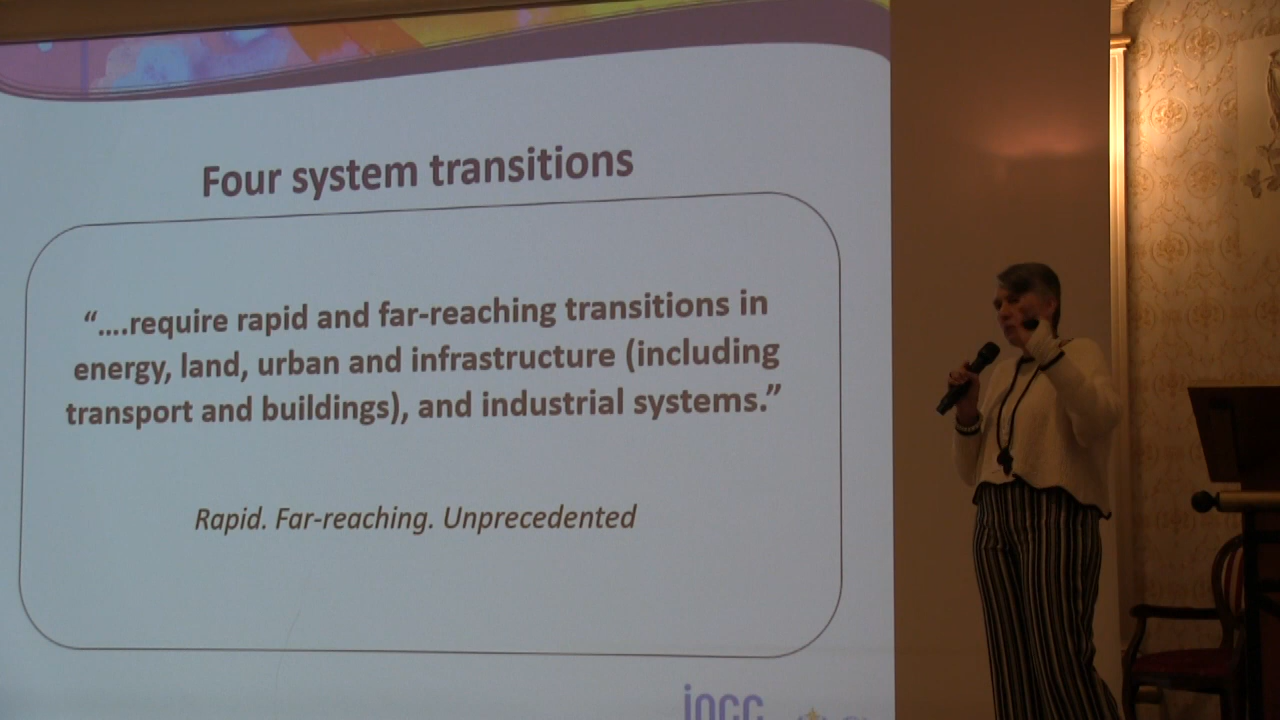 Four system transitions
“….require rapid and far-reaching transitions in
energy, land, urban and infrastructure (including
transport and buildings), and industrial systems.”
Rapid. Far-reaching. Unprecedented
ipcc